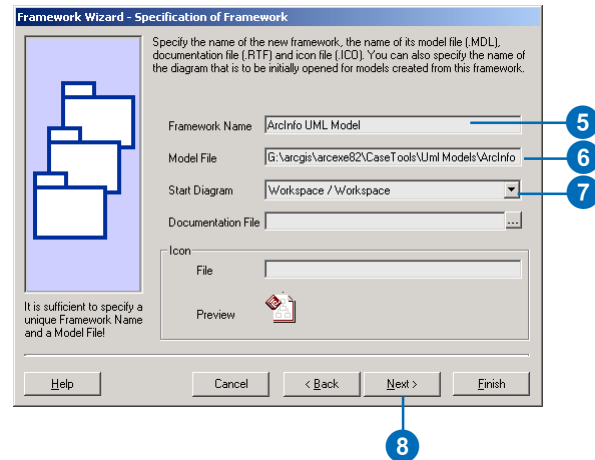 Framework Wizard - Specification of Framework
Specify the name of the new framework, the name of its model file (.MDL),
documentation file (.RTF) and icon file (.ICO). You can also specify the name of
the diagram that is to be initially opened for models created from this framework.
Framework Name
ArcInfo UML Model
5
Model File
G:\arcgis\arcexe82\CaseTools\Uml Models\ArcInfo
6
Start Diagram
Workspace / Workspace
7
Documentation File
...
Icon
File
Preview
It is sufficient to specify a
unique Framework Name
and a Model File!
Help
Cancel
< Back
Next >
Finish
8